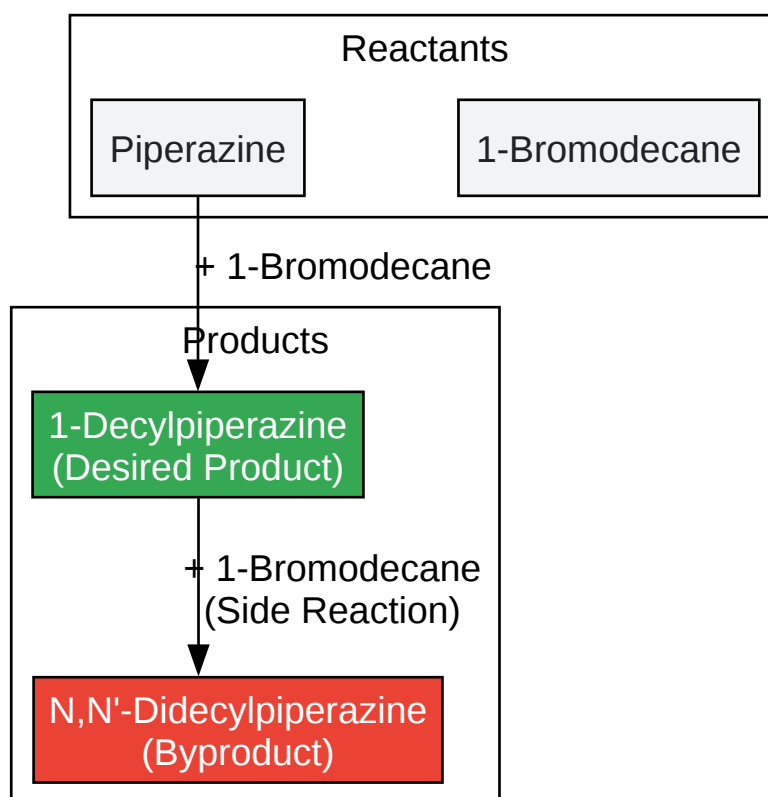 Reactants
Piperazine
1-Bromodecane
+ 1-Bromodecane
Products
1-Decylpiperazine
(Desired Product)
+ 1-Bromodecane
(Side Reaction)
N,N'-Didecylpiperazine
(Byproduct)